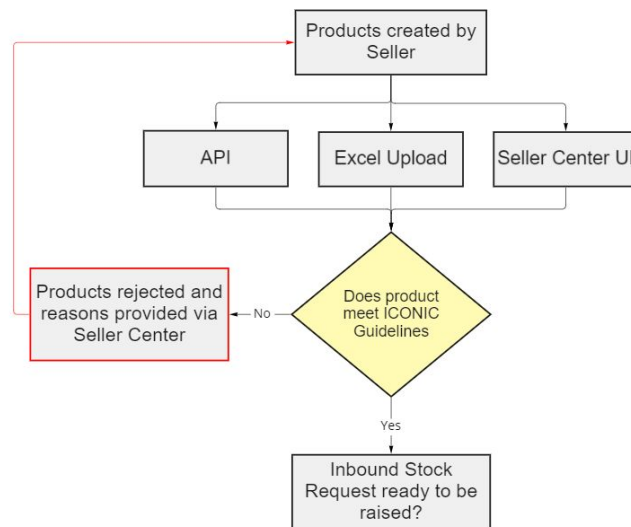 Products created by
Seller
API
Excel Upload
Seller Center UI
Does product
meet ICONIC
Guidelines
No
Products rejected and
reasons provided via
Seller Center
Yes
Inbound Stock
Request ready to be
raised?